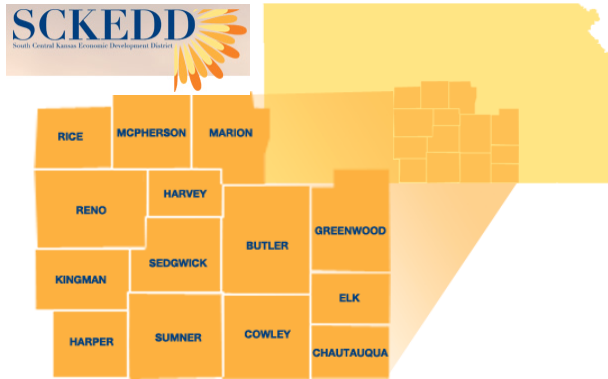 SCKEDD
South Central Kansas Economic Development District
RICE
MCPHERSON
MARION
RENO
HARVEY
BUTLER
GREENWOOD
SEDGWICK
KINGMAN
ELK
HARPER
SUMNER
COWLEY
CHAUTAUQUA